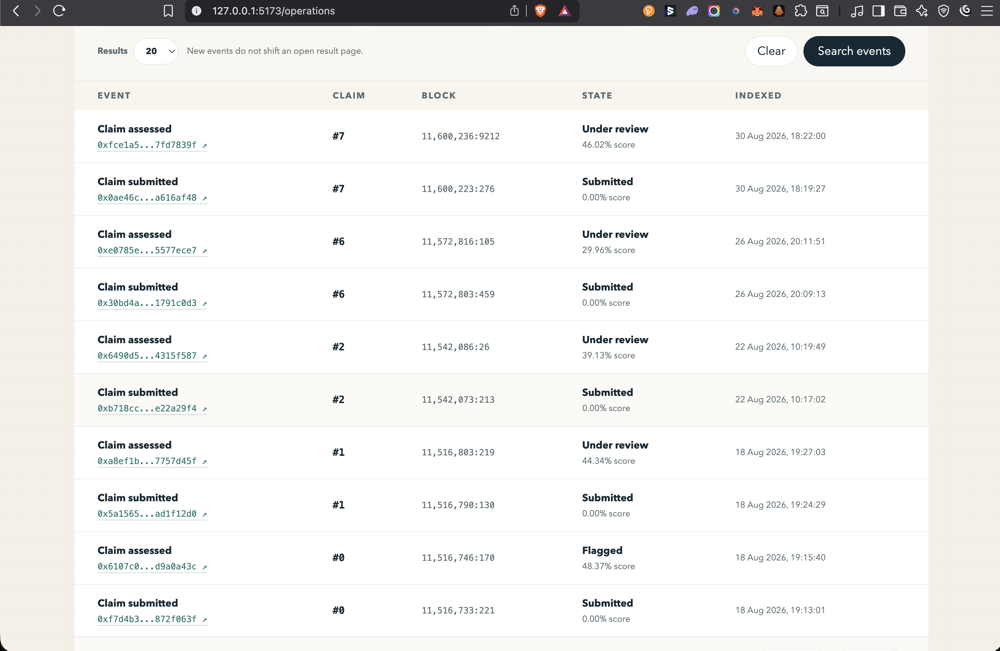 127.0.0.1:5173/operations
Results 20 New events do not shift an open result page. Clear Search events
EVENT CLAIM BLOCK STATE INDEXED
Claim assessed
0xfce1a5...7fd7839f ↗
#7
11,600,236:9212
Under review
46.02% score
30 Aug 2026, 18:22:00
Claim submitted
0x0ae46c...a616af48 ↗
#7
11,600,223:276
Submitted
0.00% score
30 Aug 2026, 18:19:27
Claim assessed
0xe0785e...5577ece7 ↗
#6
11,572,816:105
Under review
29.96% score
26 Aug 2026, 20:11:51
Claim submitted
0x30bd4a...1791c0d3 ↗
#6
11,572,803:459
Submitted
0.00% score
26 Aug 2026, 20:09:13
Claim assessed
0x6490d5...4315f587 ↗
#2
11,542,086:26
Under review
39.13% score
22 Aug 2026, 10:19:49
Claim submitted
0xb718cc...e22a29f4 ↗
#2
11,542,073:213
Submitted
0.00% score
22 Aug 2026, 10:17:02
Claim assessed
0xa8ef1b...7757d45f ↗
#1
11,516,803:219
Under review
44.34% score
18 Aug 2026, 19:27:03
Claim submitted
0x5a1565...ad1f12d0 ↗
#1
11,516,790:130
Submitted
0.00% score
18 Aug 2026, 19:24:29
Claim assessed
0x6107c0...d9a0a43c ↗
#0
11,516,746:170
Flagged
48.37% score
18 Aug 2026, 19:15:40
Claim submitted
0xf7d4b3...872f063f ↗
#0
11,516,733:221
Submitted
0.00% score
18 Aug 2026, 19:13:01